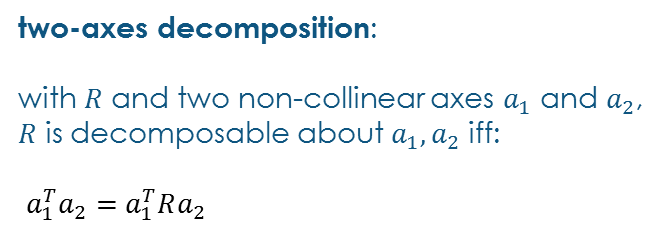 two-axes decomposition:
with R and two non-collinear axes a₁ and a₂,
R is decomposable about a₁, a₂ iff:
a₁ᵀa₂ = a₁ᵀRa₂